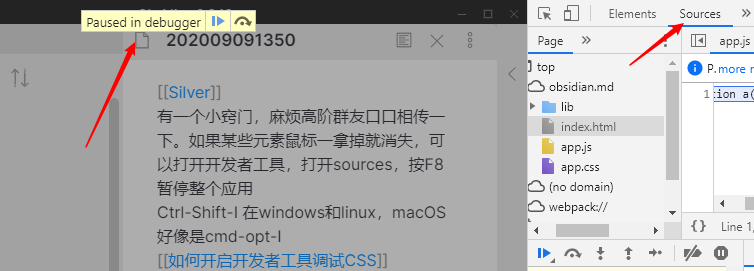 Paused in debugger
202009091350
[[Silver]]
有一个小窍门，麻烦高阶群友口口相传一
下。如果某些元素鼠标一拿掉就消失，可
以打开开发者工具，打开sources，按F8
暂停整个应用
Ctrl-Shift-I 在windows和linux，macOS
好像是cmd-opt-I
[[如何开启开发者工具调试CSS]]
Elements
Sources
Page
app.js
top
obsidian.md
lib
index.html
app.js
app.css
(no domain)
webpack://
P.
more
1
tion a(
{}
Line 1,